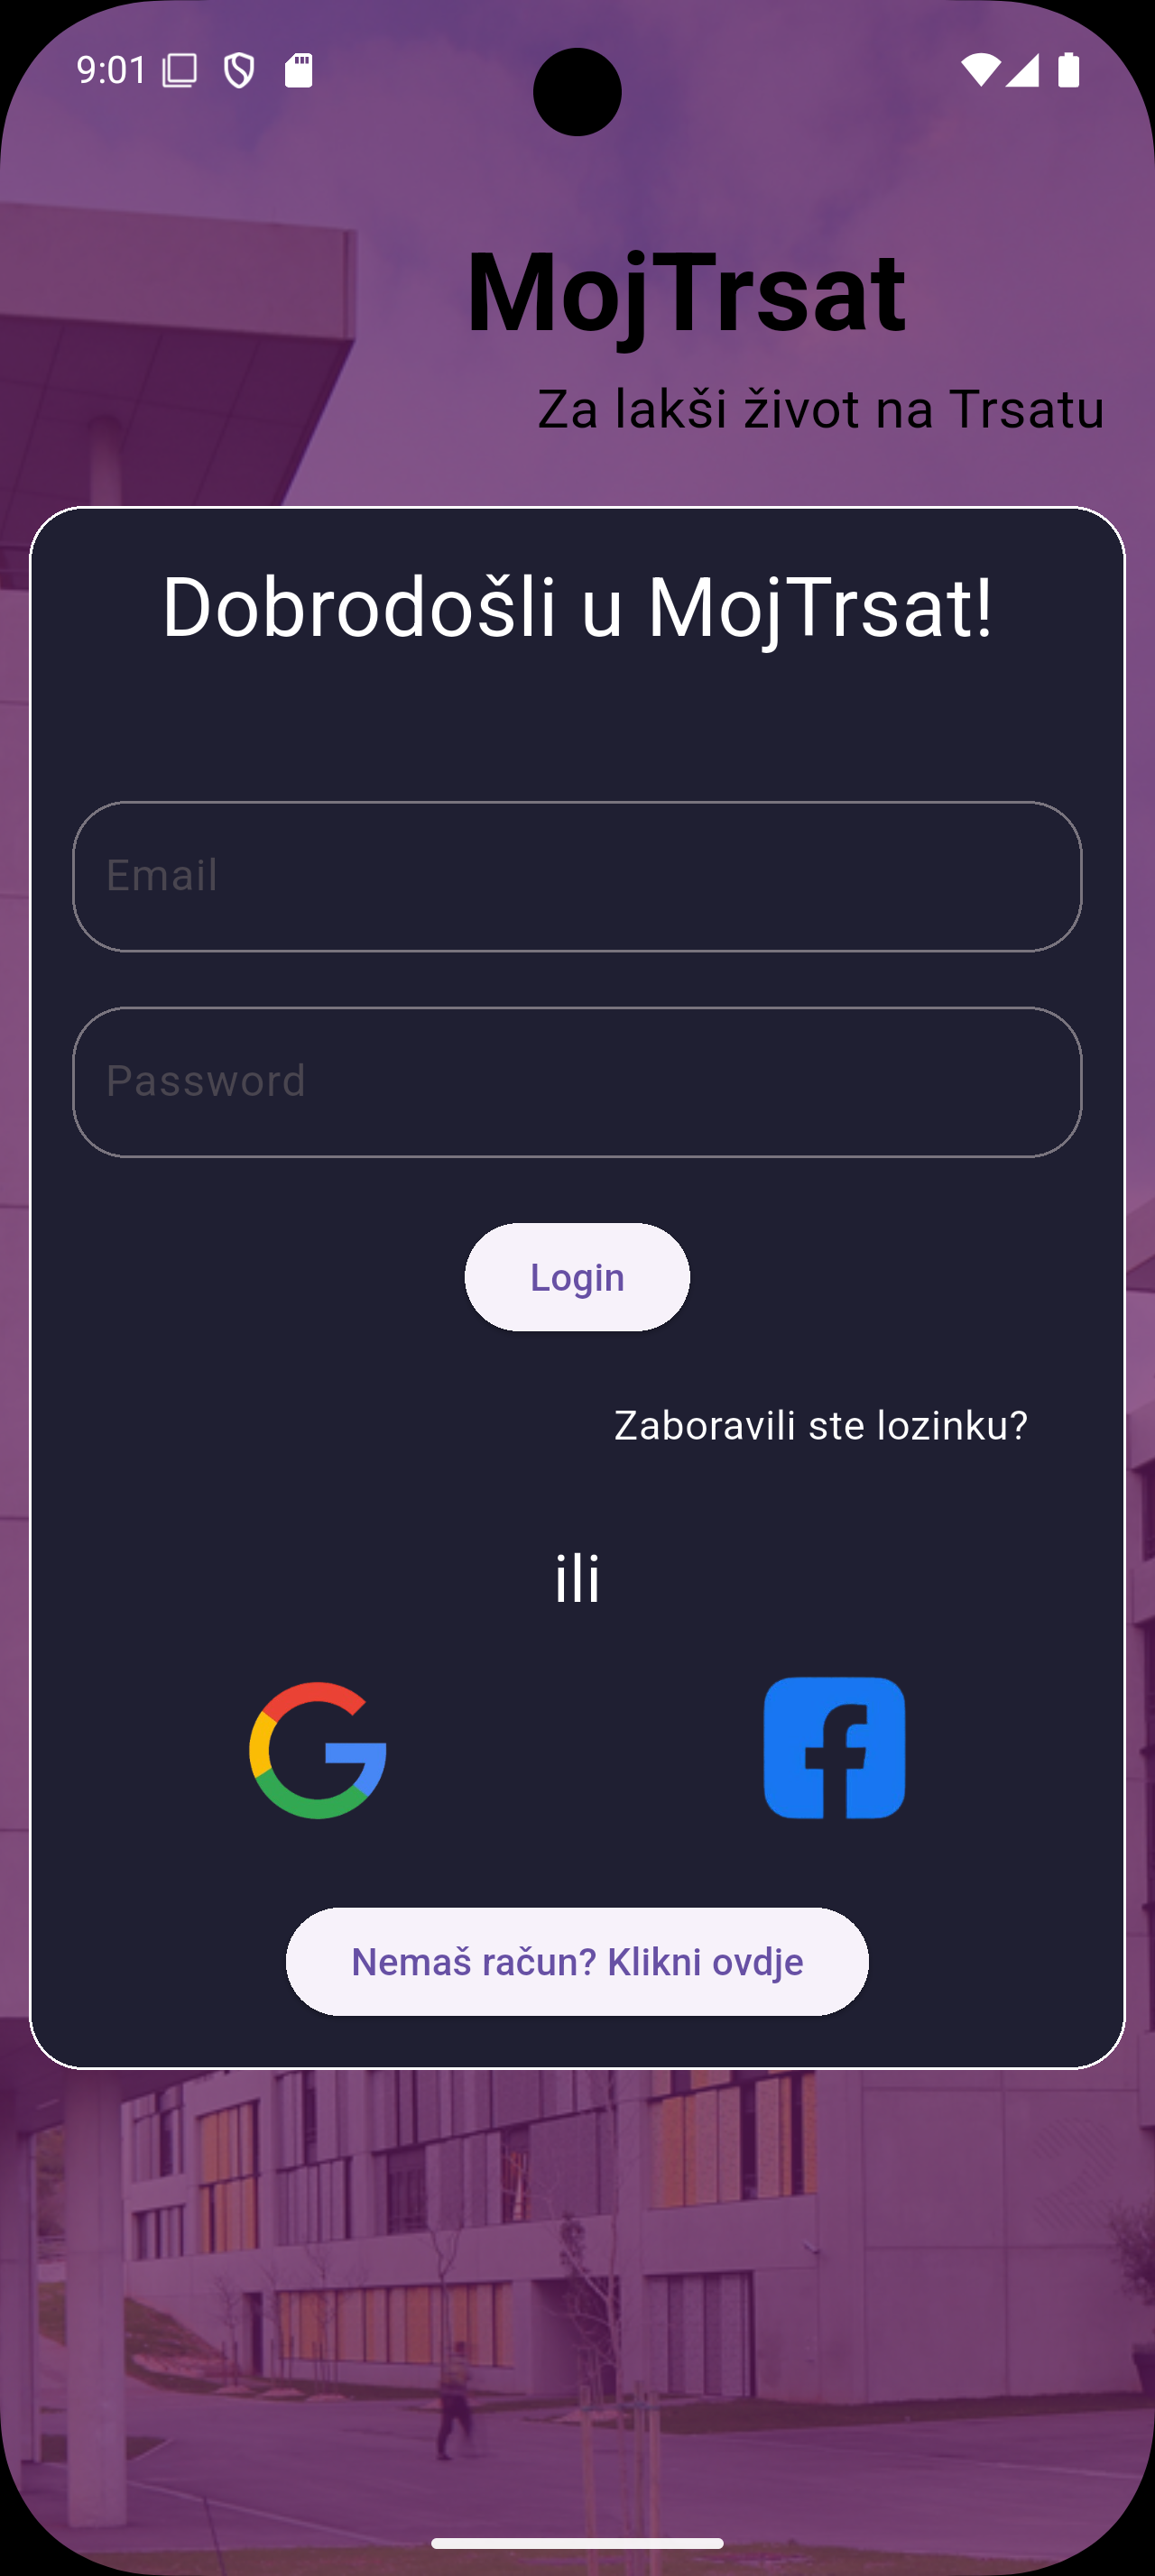 9:01
MojTrsat
Za lakši život na Trsatu
Dobrodošli u MojTrsat!
Email
Password
Login
Zaboravili ste lozinku?
ili
Nemaš račun? Klikni ovdje